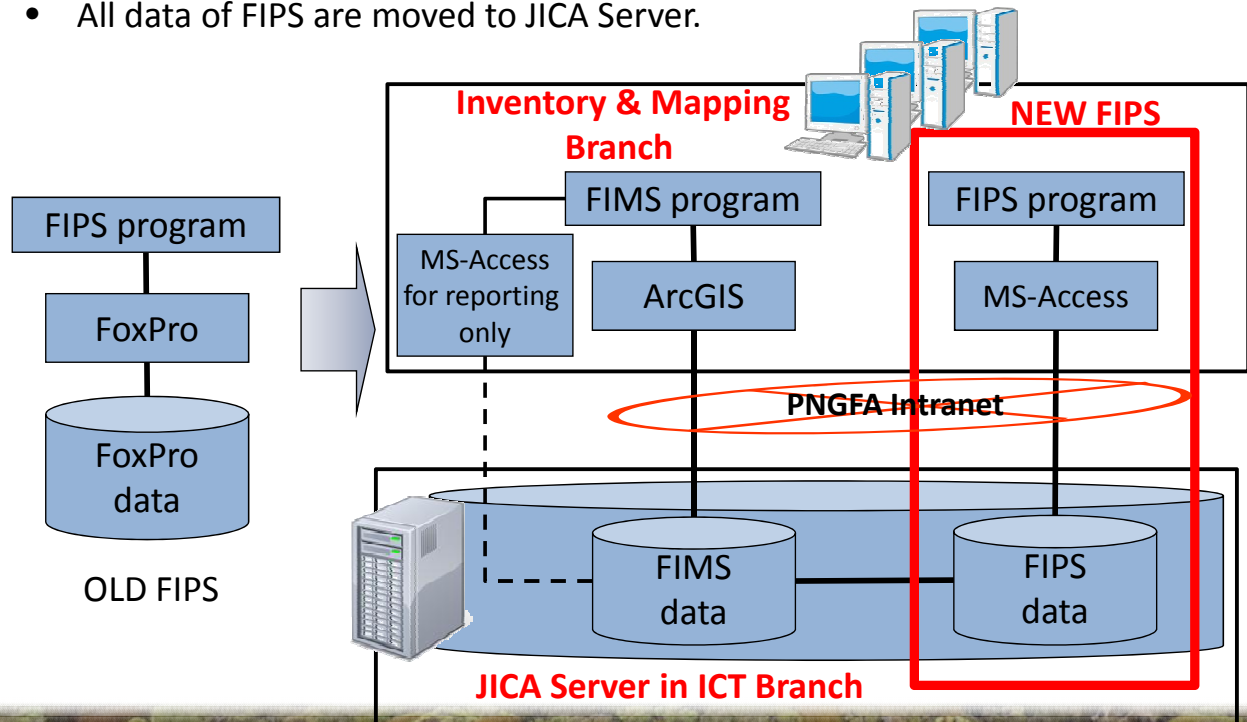 • All data of FIPS are moved to JICA Server.
Inventory & Mapping
Branch
NEW FIPS
FIPS program
FoxPro
FoxPro
data
OLD FIPS
FIMS program
MS-Access
for reporting
only
ArcGIS
FIPS program
MS-Access
PNGFA Intranet
FIMS
data
FIPS
data
JICA Server in ICT Branch